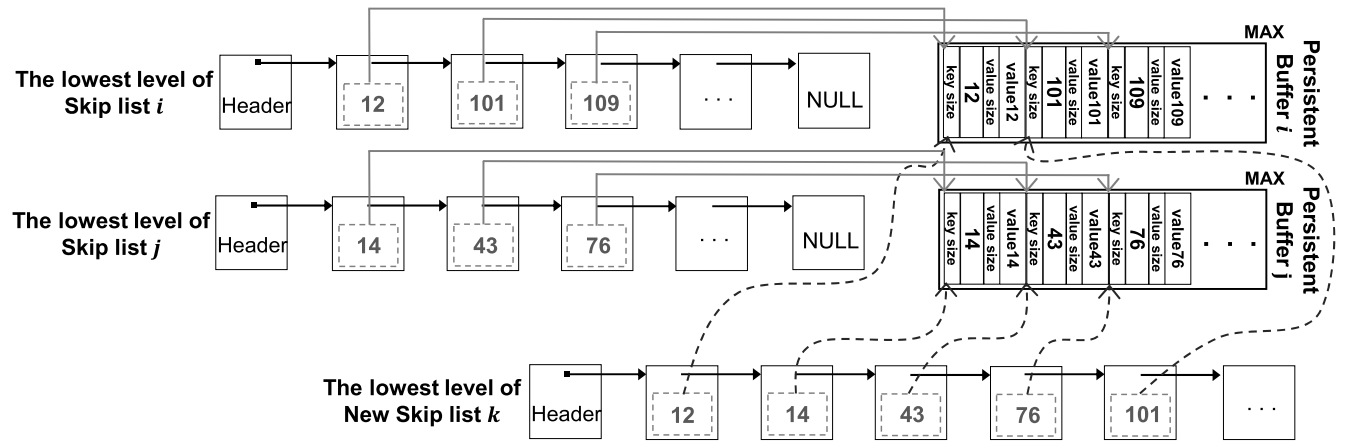 The lowest level of
Skip list i
Header
12
101
109
. . .
NULL
MAX
key size
12
value size
value12
key size
101
value size
value101
key size
109
value size
value109
. . .
Persistent
Buffer i
The lowest level of
Skip list j
Header
14
43
76
. . .
NULL
MAX
key size
14
value size
value14
key size
43
value size
value43
key size
76
value size
value76
. . .
Persistent
Buffer j
The lowest level of
New Skip list k
Header
12
14
43
76
101
. . .